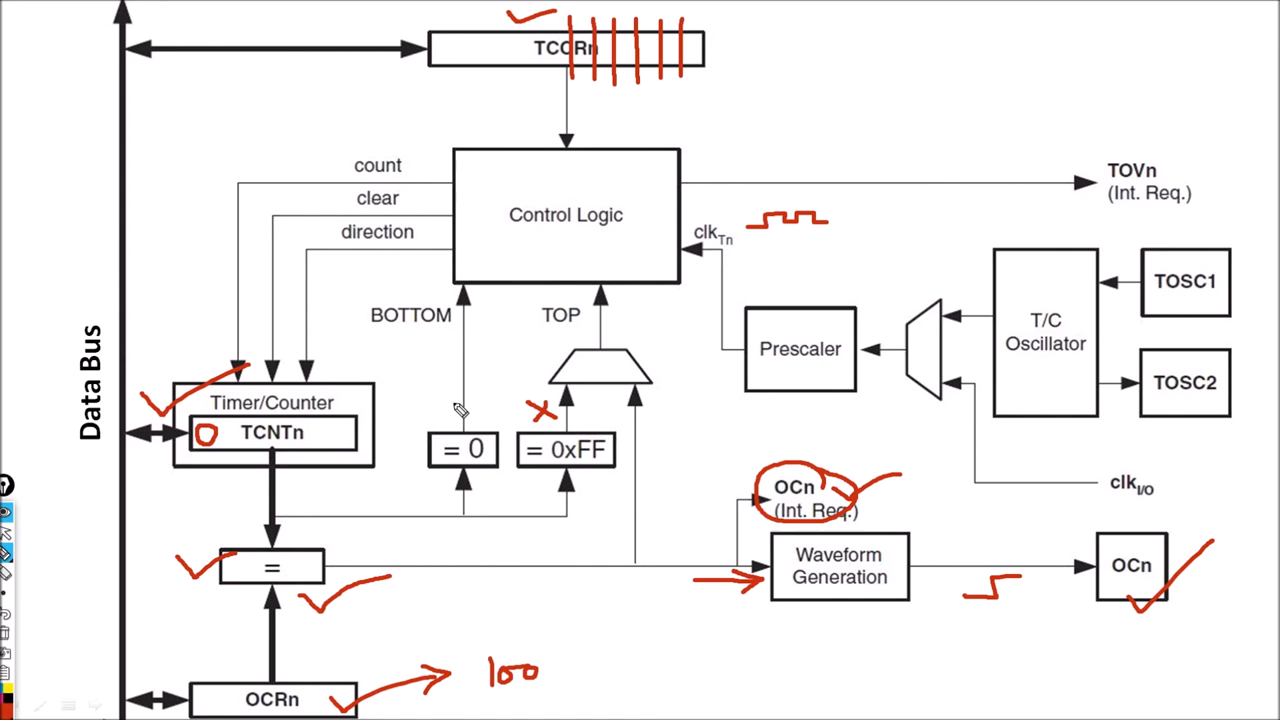 TCCRn
count
clear
direction
Control Logic
TOVn
(Int. Req.)
clkTn
BOTTOM
TOP
Prescaler
T/C
Oscillator
TOSC1
TOSC2
Data Bus
Timer/Counter
O TCNTn
= 0
= 0xFF
clkI/O
OCn
(Int. Req.)
=
Waveform
Generation
OCn
OCRn
100